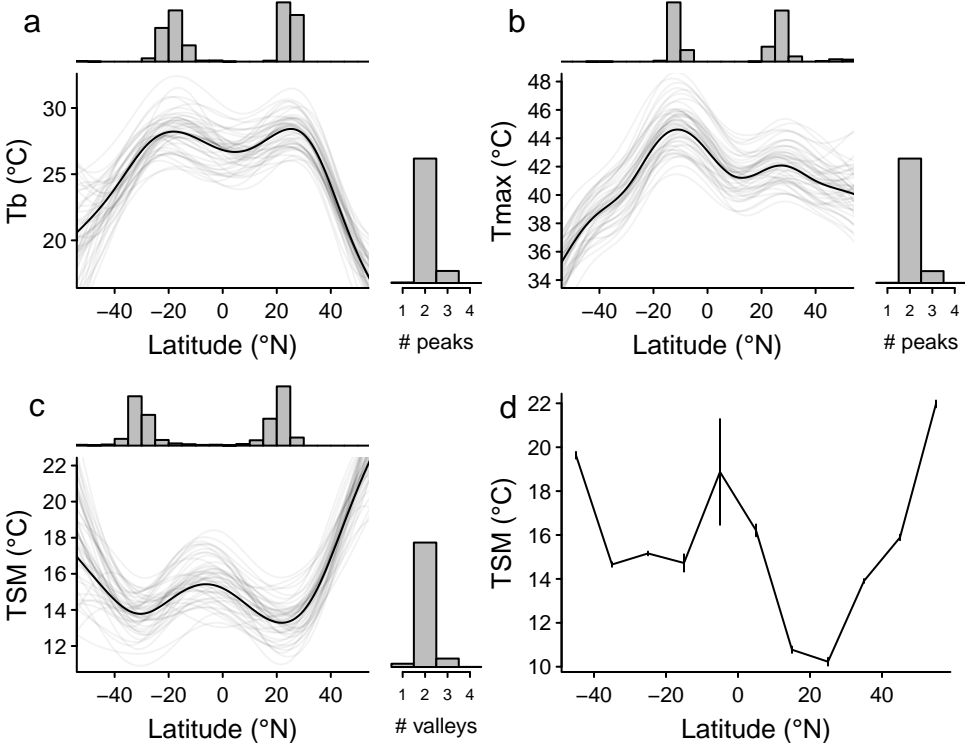 a
30
25
20
Tb (°C)
−40 −20 0 20 40
Latitude (°N)
1 2 3 4
# peaks
b
48
46
44
42
40
38
36
34
Tmax (°C)
−40 −20 0 20 40
Latitude (°N)
1 2 3 4
# peaks
c
22
20
18
16
14
12
TSM (°C)
−40 −20 0 20 40
Latitude (°N)
1 2 3 4
# valleys
d
22
20
18
16
14
12
10
TSM (°C)
−40 −20 0 20 40
Latitude (°N)